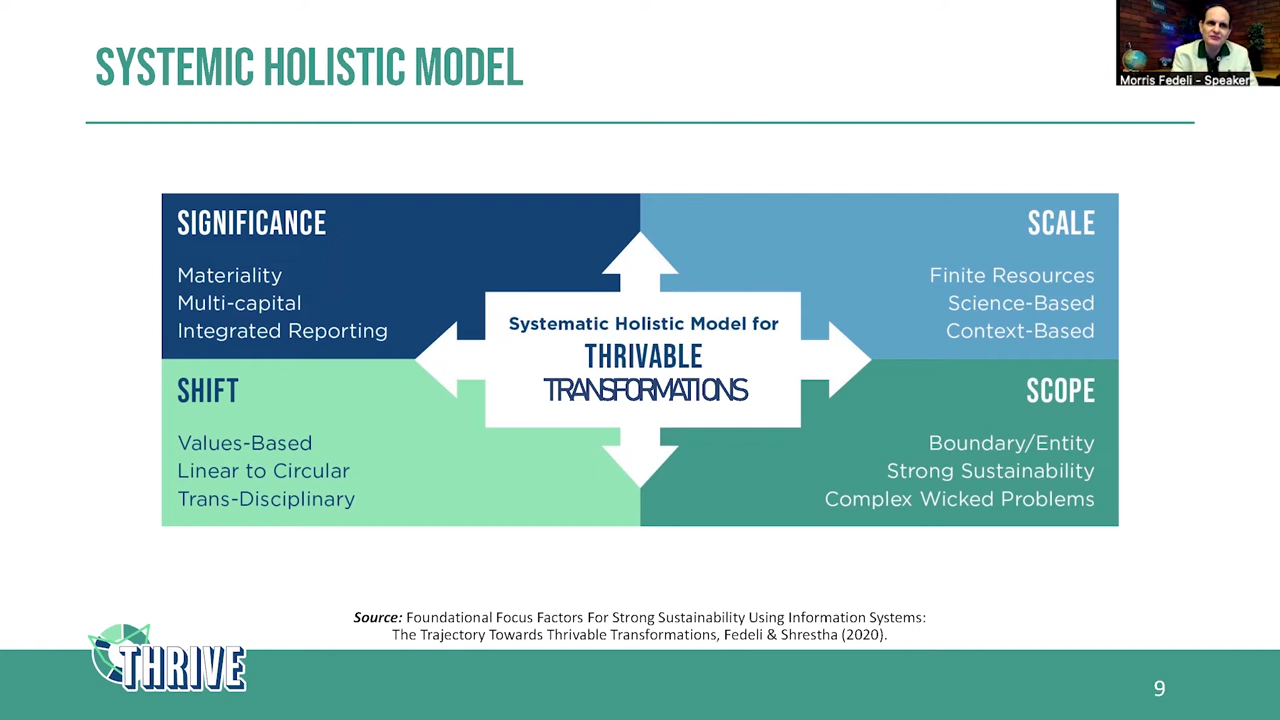 SYSTEMIC HOLISTIC MODEL
Morris Fedeli - Speaker
SIGNIFICANCE
Materiality
Multi-capital
Integrated Reporting
SCALE
Finite Resources
Science-Based
Context-Based
Systematic Holistic Model for
THRIVABLE
TRANSFORMATIONS
SHIFT
Values-Based
Linear to Circular
Trans-Disciplinary
SCOPE
Boundary/Entity
Strong Sustainability
Complex Wicked Problems
Source: Foundational Focus Factors For Strong Sustainability Using Information Systems:
The Trajectory Towards Thrivable Transformations, Fedeli & Shrestha (2020).
THRIVE
9